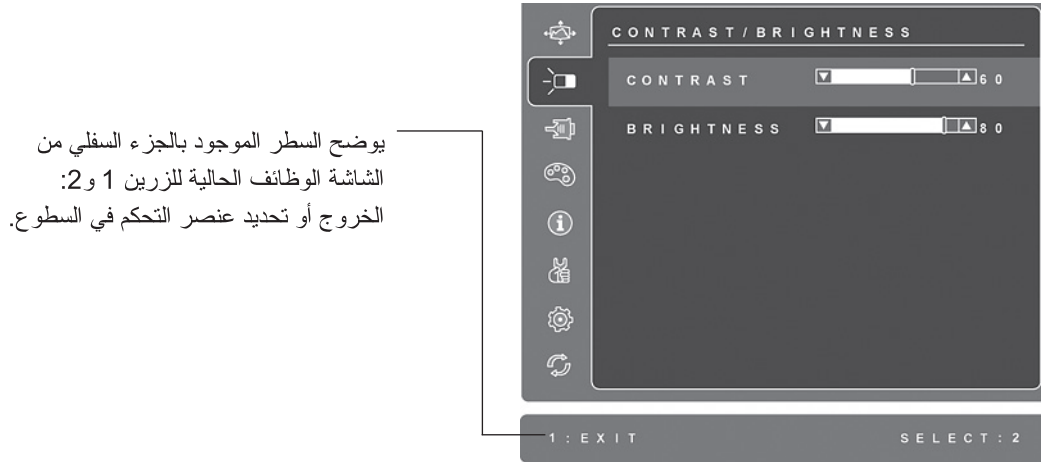 CONTRAST/BRIGHTNESS
CONTRAST 60
BRIGHTNESS 80
يوضح السطر الموجود بالجزء السفلي من
الشاشة الوظائف الحالية للزرين 1 و2:
الخروج أو تحديد عنصر التحكم في السطوع.
1:EXIT SELECT:2